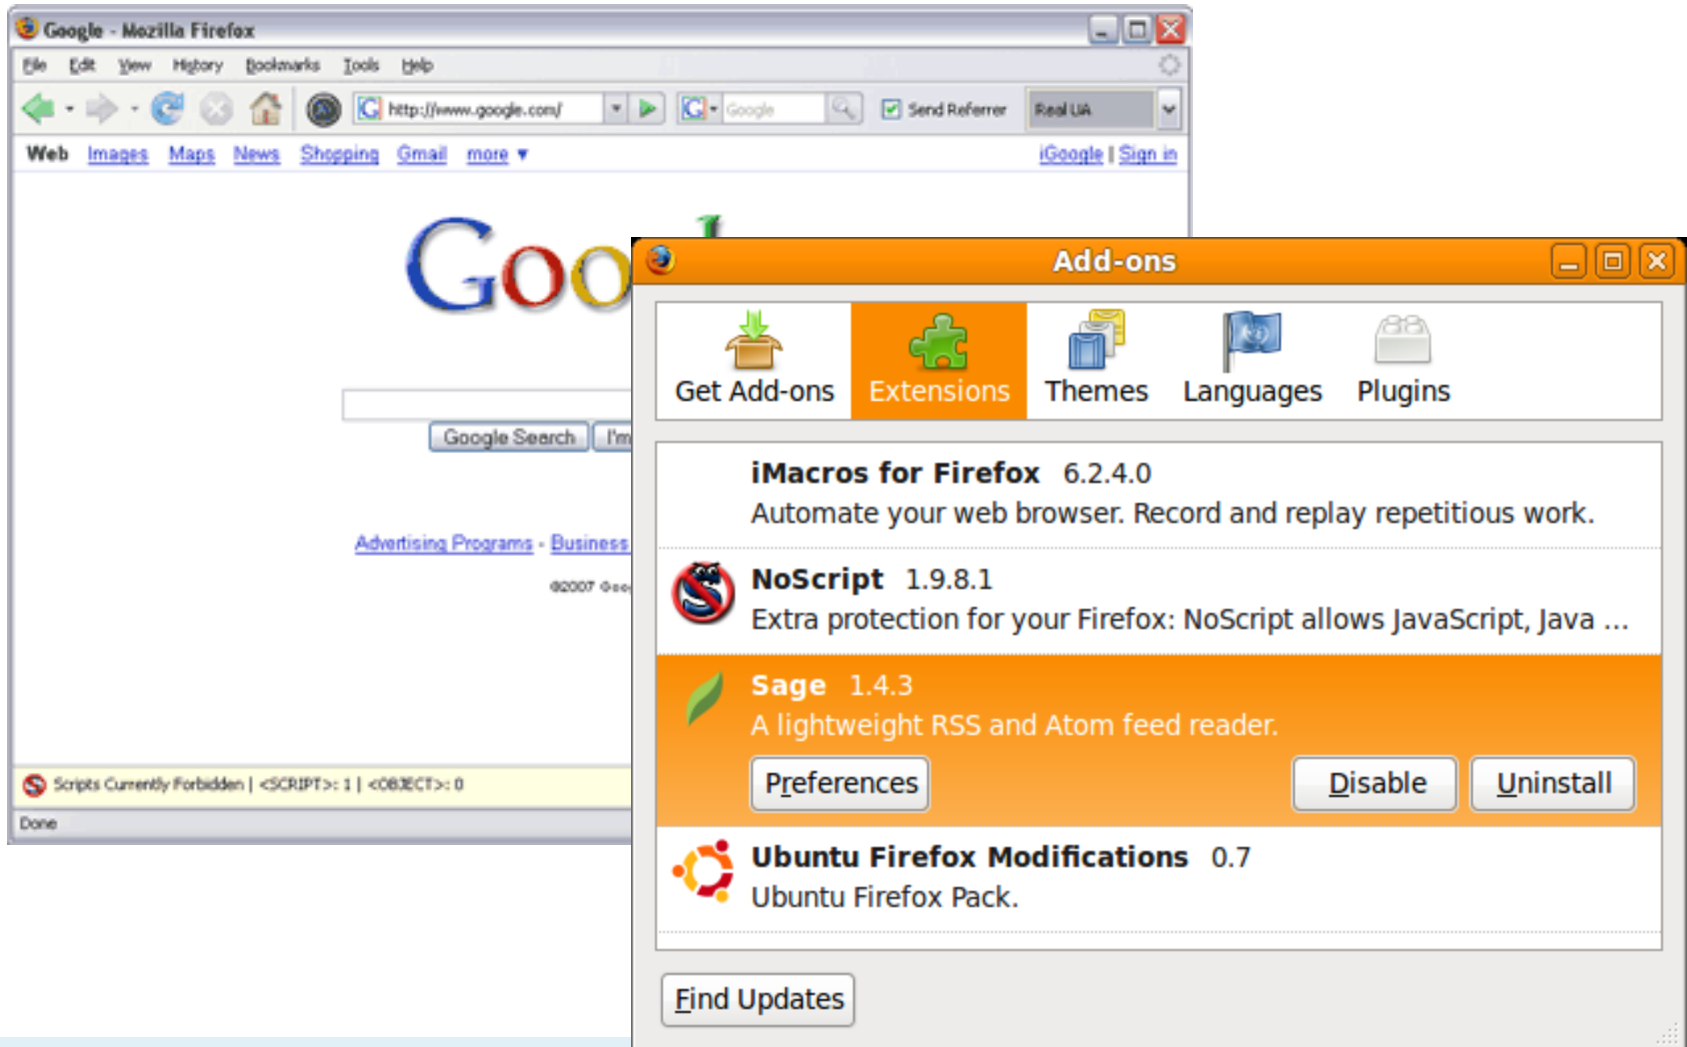 Google - Mozilla Firefox
File Edit View History Bookmarks Tools Help
http://www.google.com/ Google Send Referrer Real UA
Web Images Maps News Shopping Gmail more ▼ iGoogle | Sign in
Goo
Google Search I'm
Advertising Programs - Business
©2007 Goo
Scripts Currently Forbidden | <SCRIPT>: 1 | <OBJECT>: 0
Done
Add-ons
Get Add-ons Extensions Themes Languages Plugins
iMacros for Firefox 6.2.4.0
Automate your web browser. Record and replay repetitious work.
NoScript 1.9.8.1
Extra protection for your Firefox: NoScript allows JavaScript, Java ...
Sage 1.4.3
A lightweight RSS and Atom feed reader.
Preferences Disable Uninstall
Ubuntu Firefox Modifications 0.7
Ubuntu Firefox Pack.
Find Updates